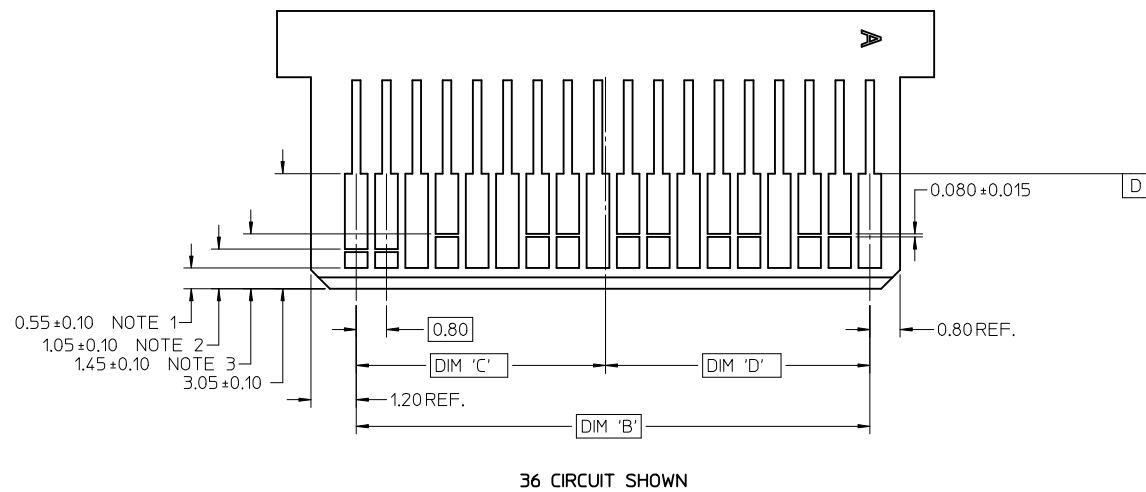 A
D
0.080±0.015
0.55±0.10 NOTE 1
1.05±0.10 NOTE 2
1.45±0.10 NOTE 3
3.05±0.10
0.80
0.80 REF.
DIM 'C'
DIM 'D'
1.20 REF.
DIM 'B'
36 CIRCUIT SHOWN